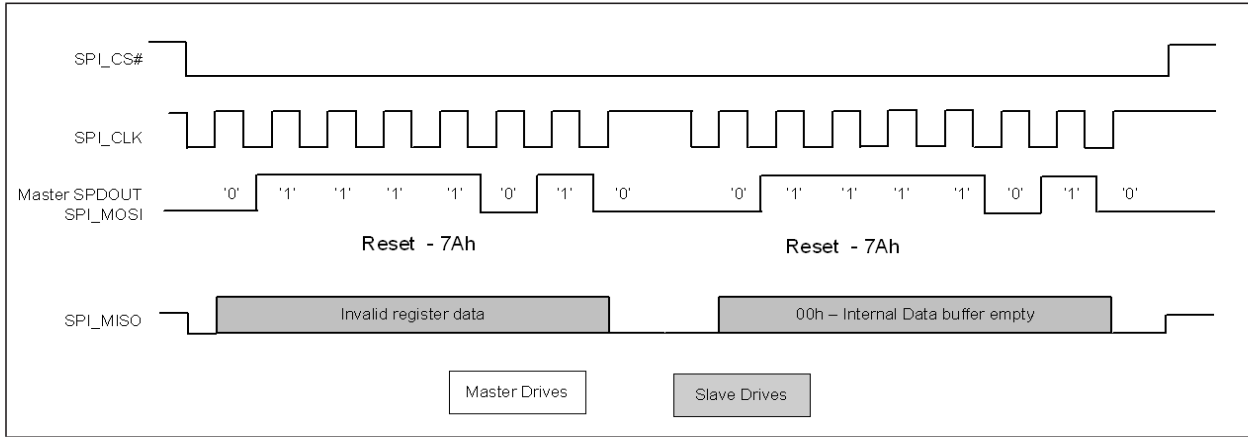 SPI_CS#
SPI_CLK
Master SPDOUT
SPI_MOSI
'0' '1' '1' '1' '1' '0' '1' '0' '0' '1' '1' '1' '1' '0' '1' '0'
Reset - 7Ah Reset - 7Ah
SPI_MISO
Invalid register data 00h – Internal Data buffer empty
Master Drives Slave Drives